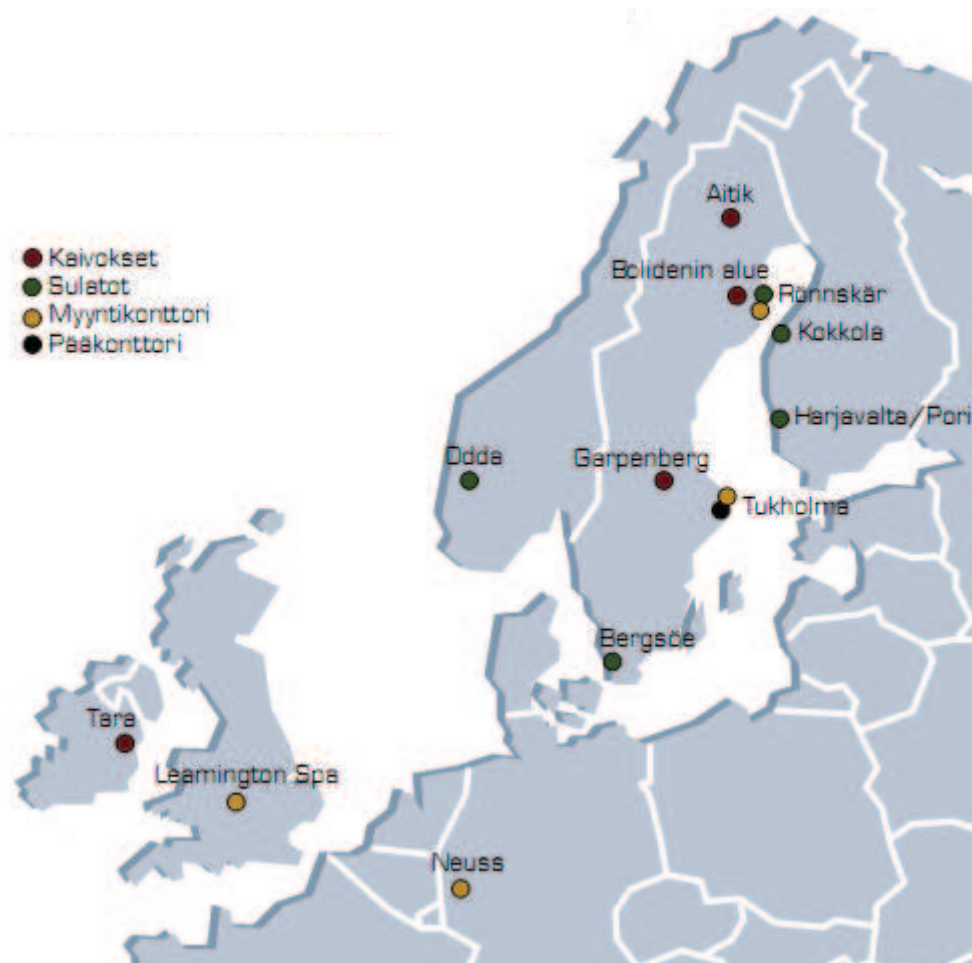 Aitik
Kaivokset
Sulatot
Myyntikonttori
Pääkonttori
Bolidenin alue
Rönnskär
Kokkola
Harjavalta/Pori
Odda
Garpenberg
Tukholma
Bergsöe
Tara
Leamington Spa
Neuss